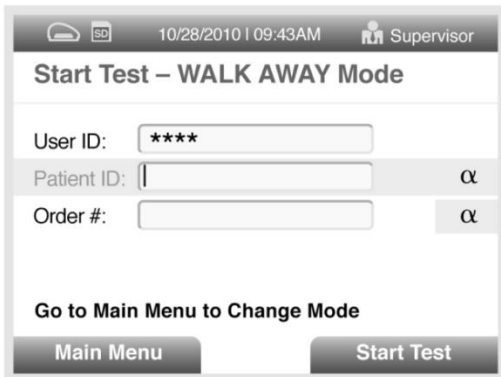 SD 10/28/2010 | 09:43AM Supervisor
Start Test – WALK AWAY Mode
User ID: ****
Patient ID:
α
Order #:
α
Go to Main Menu to Change Mode
Main Menu Start Test